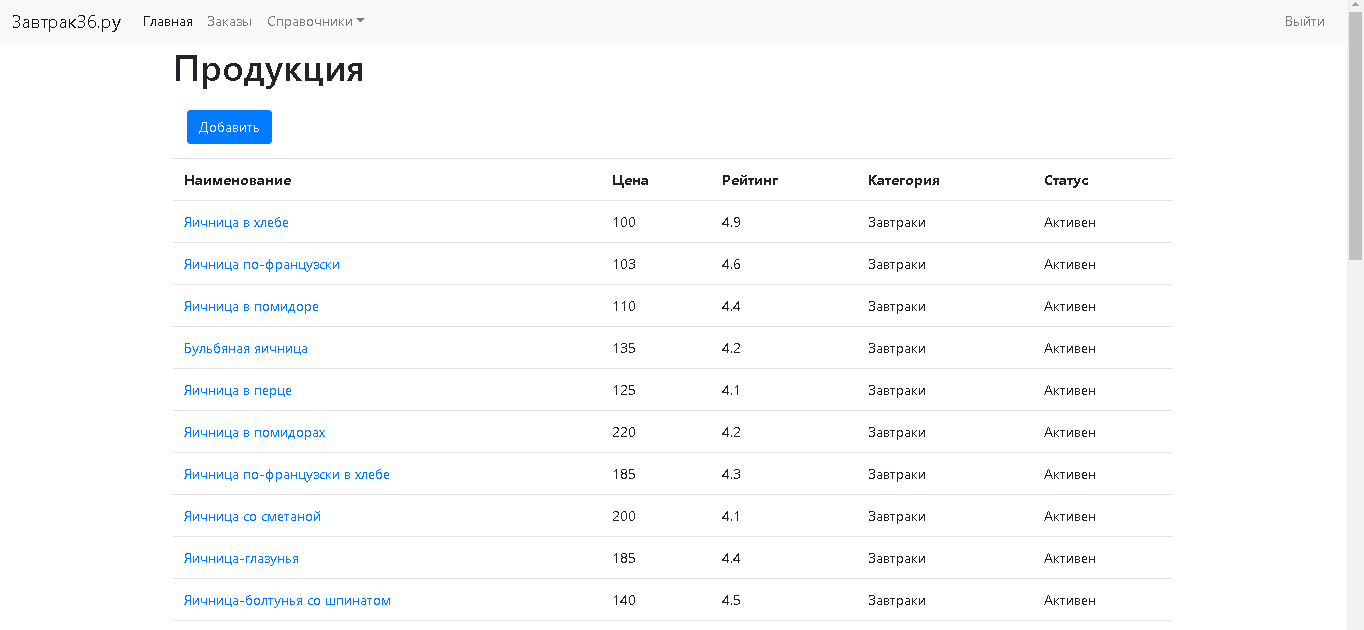 Завтрак36.ру Главная Заказы Справочники Выйти
Продукция
Добавить
Наименование Цена Рейтинг Категория Статус
Яичница в хлебе 100 4.9 Завтраки Активен
Яичница по-французски 103 4.6 Завтраки Активен
Яичница в помидоре 110 4.4 Завтраки Активен
Бульбяная яичница 135 4.2 Завтраки Активен
Яичница в перце 125 4.1 Завтраки Активен
Яичница в помидорах 220 4.2 Завтраки Активен
Яичница по-французски в хлебе 185 4.3 Завтраки Активен
Яичница со сметаной 200 4.1 Завтраки Активен
Яичница-глазунья 185 4.4 Завтраки Активен
Яичница-болтунья со шпинатом 140 4.5 Завтраки Активен